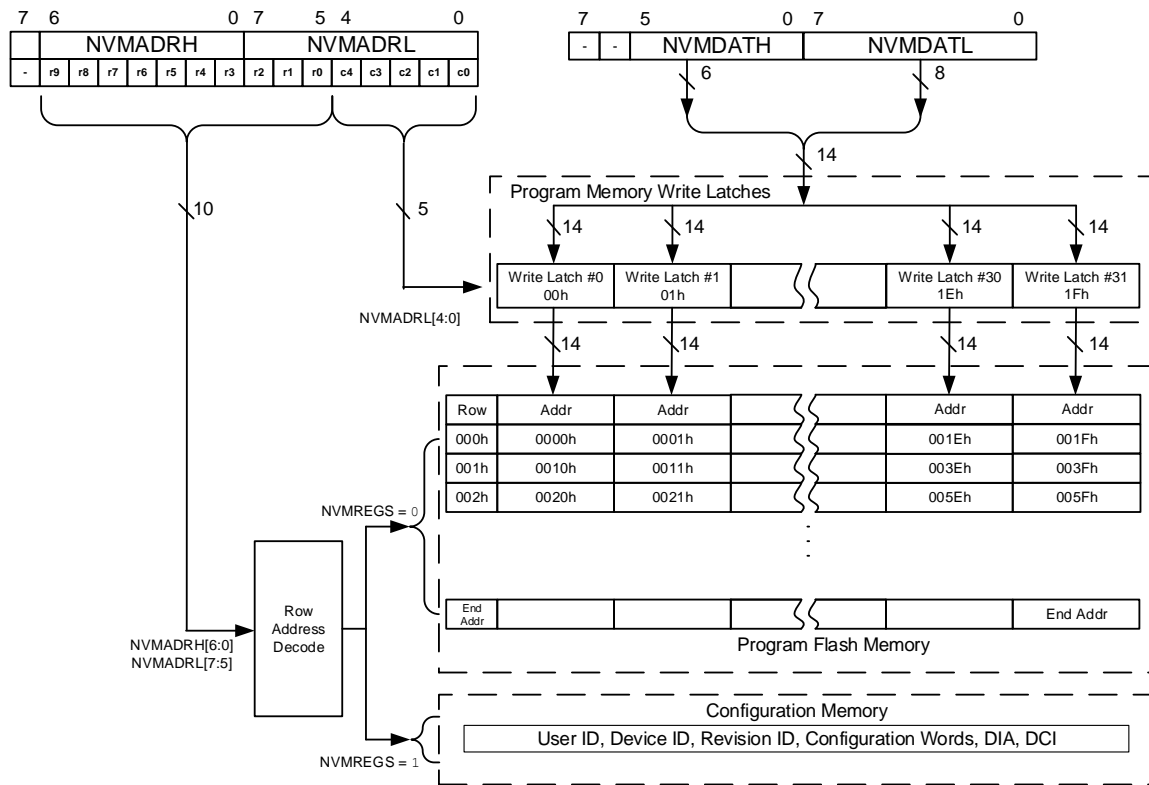 7 6 0 7 5 4 0
7 5 0 7 0
NVMADRH NVMADRL
- - NVMDATH NVMDATL
- r9 r8 r7 r6 r5 r4 r3 r2 r1 r0 c4 c3 c2 c1 c0
6 8
14
Program Memory Write Latches
10 5
14 14 14 14
Write Latch #0 Write Latch #1 Write Latch #30 Write Latch #31
00h 01h 1Eh 1Fh
NVMADRL[4:0]
14 14 14 14
Row Addr Addr Addr Addr
000h 0000h 0001h 001Eh 001Fh
001h 0010h 0011h 003Eh 003Fh
002h 0020h 0021h 005Eh 005Fh
NVMREGS = 0
End
Addr
End Addr
Row
Address
Decode
NVMADRH[6:0]
NVMADRL[7:5]
Program Flash Memory
Configuration Memory
User ID, Device ID, Revision ID, Configuration Words, DIA, DCI
NVMREGS = 1